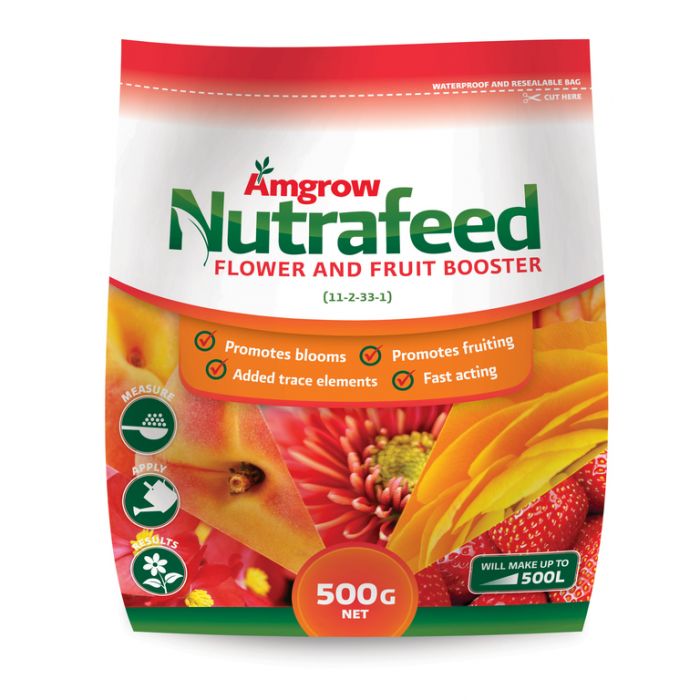 WATERPROOF AND RESEALABLE BAG
CUT HERE
Amgrow
Nutrafeed
FLOWER AND FRUIT BOOSTER
(11-2-33-1)
Promotes blooms
Promotes fruiting
Added trace elements
Fast acting
MEASURE
APPLY
RESULTS
WILL MAKE UP TO
500L
500G
NET